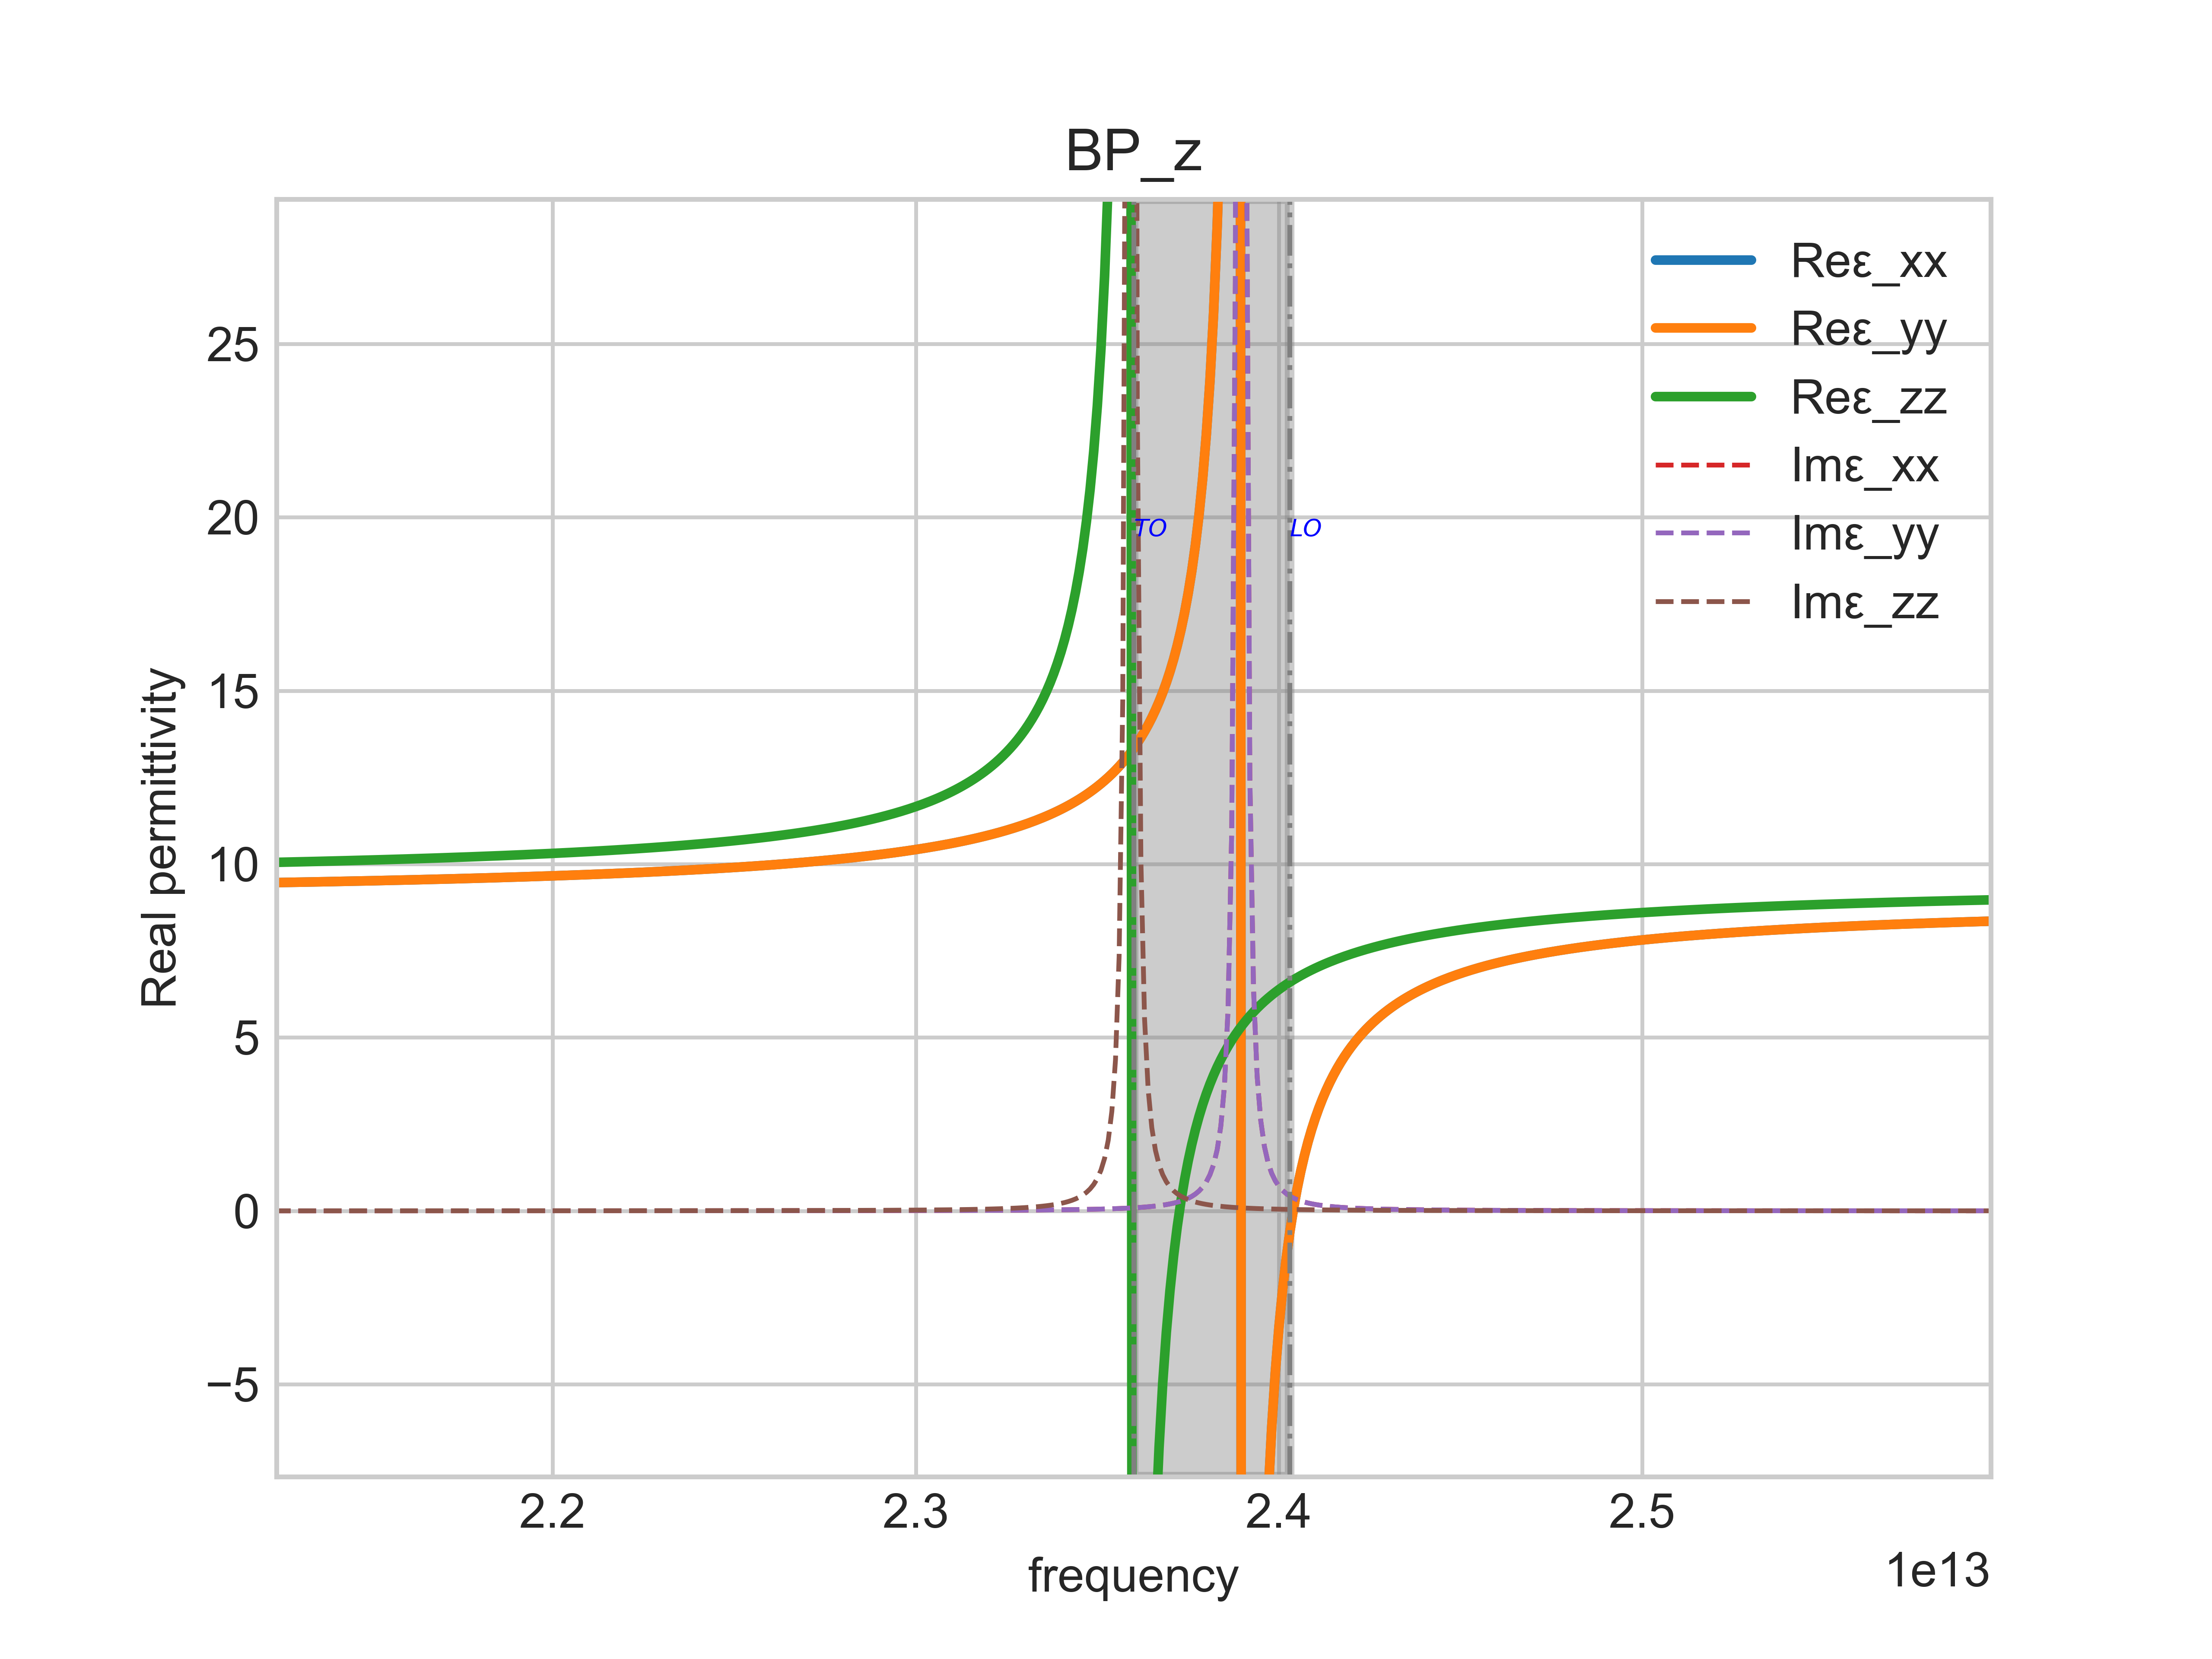 BP_z
Real permittivity
25
20
15
10
5
0
−5
TO
LO
Reε_xx
Reε_yy
Reε_zz
Imε_xx
Imε_yy
Imε_zz
2.2
2.3
2.4
2.5
frequency
1e13